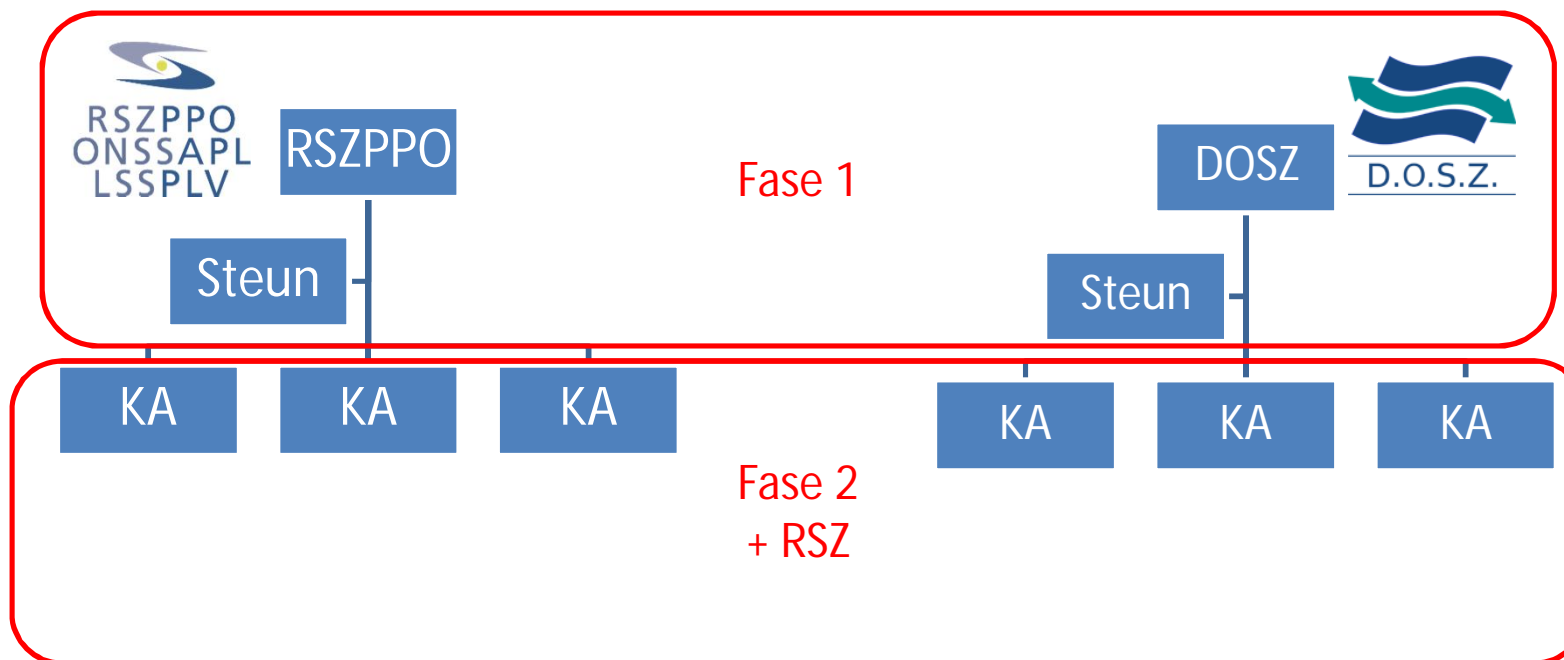 RSZPPO
ONSSAPL
LSSPLV
RSZPPO
Fase 1
DOSZ
D.O.S.Z.
Steun
Steun
KA
KA
KA
KA
KA
KA
Fase 2
+ RSZ